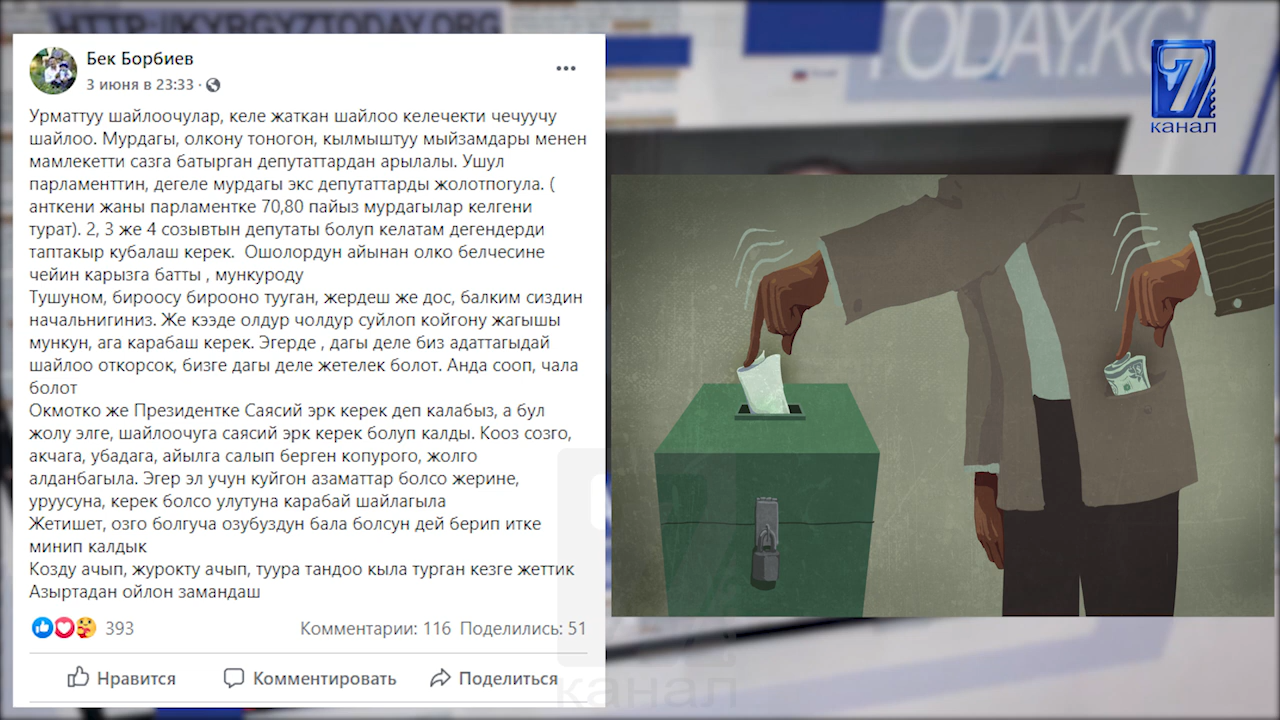 HTTP://KYRGYZTODAY.ORG
TODAY.KG
7
канал
Бек Борбиев
3 июня в 23:33 ·
Урматтуу шайлоочулар, келе жаткан шайлоо келечекти чечуучу
шайлоо. Мурдагы, олкону тоногон, кылмыштуу мыйзамдары менен
мамлекетти сазга батырган депутаттардан арылалы. Ушул
парламенттин, дегеле мурдагы экс депутаттарды жолотпогула. (
анткени жаны парламентке 70,80 пайыз мурдагылар келгени
турат). 2, 3 же 4 созывтын депутаты болуп келатам дегендерди
таптакыр кубалаш керек. Ошолордун айынан олко белчесине
чейин карызга батты , мункуроду
Тушуном, бироосу бирооно тууган, жердеш же дос, балким сиздин
начальнигиниз. Же кээде олдур чолдур суйлоп койгону жагышы
мункун, ага карабаш керек. Эгерде , дагы деле биз адаттагыдай
шайлоо откорсок, бизге дагы деле жетелек болот. Анда сооп, чала
болот
Окмотко же Президентке Саясий эрк керек деп калабыз, а бул
жолу элге, шайлоочуга саясий эрк керек болуп калды. Кооз созго,
акчага, убадага, айылга салып берген копурого, жолго
алданбагыла. Эгер эл учун куйгон азаматтар болсо жерине,
уруусуна, керек болсо улутуна карабай шайлагыла
Жетишет, озго болгуча озубуздун бала болсун дей берип итке
минип калдык
Козду ачып, журокту ачып, туура тандоо кыла турган кезге жеттик
Азыртадан ойлон замандаш
393
Комментарии: 116 Поделились: 51
Нравится
Комментировать
Поделиться
канал